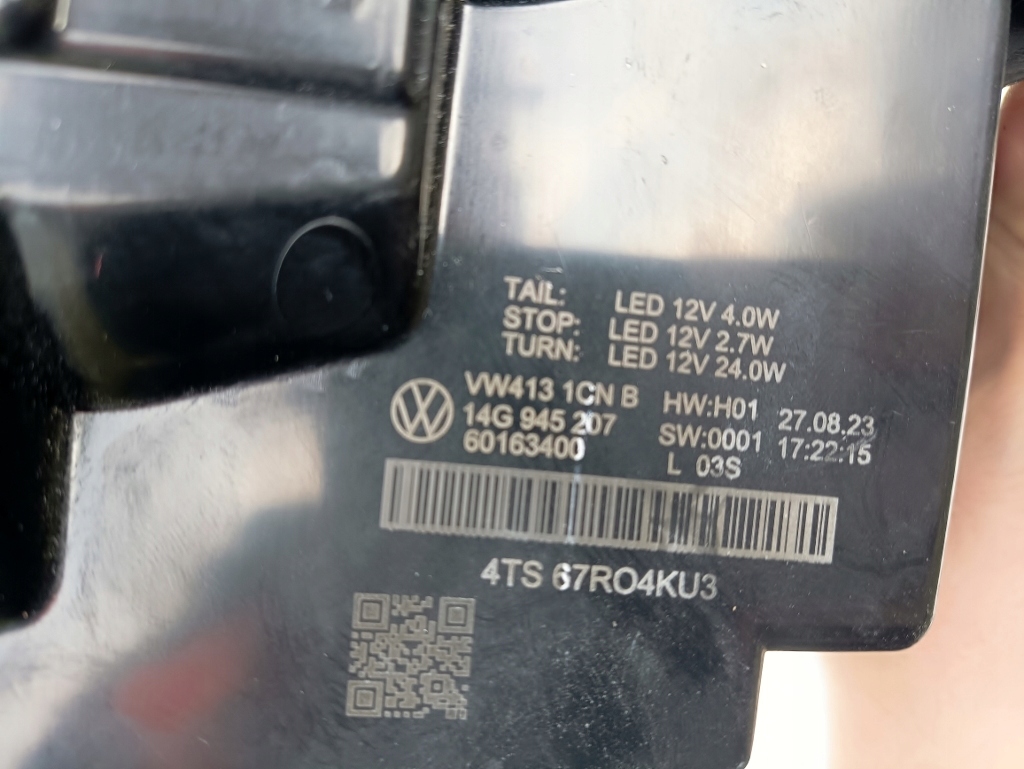 TAIL: LED 12V 4.0W
STOP: LED 12V 2.7W
TURN: LED 12V 24.0W
VW413 1CN B HW:H01 27.08.23
14G 945 207 SW:0001 17:22:15
60163400 L 03S
4TS 67RO4KU3